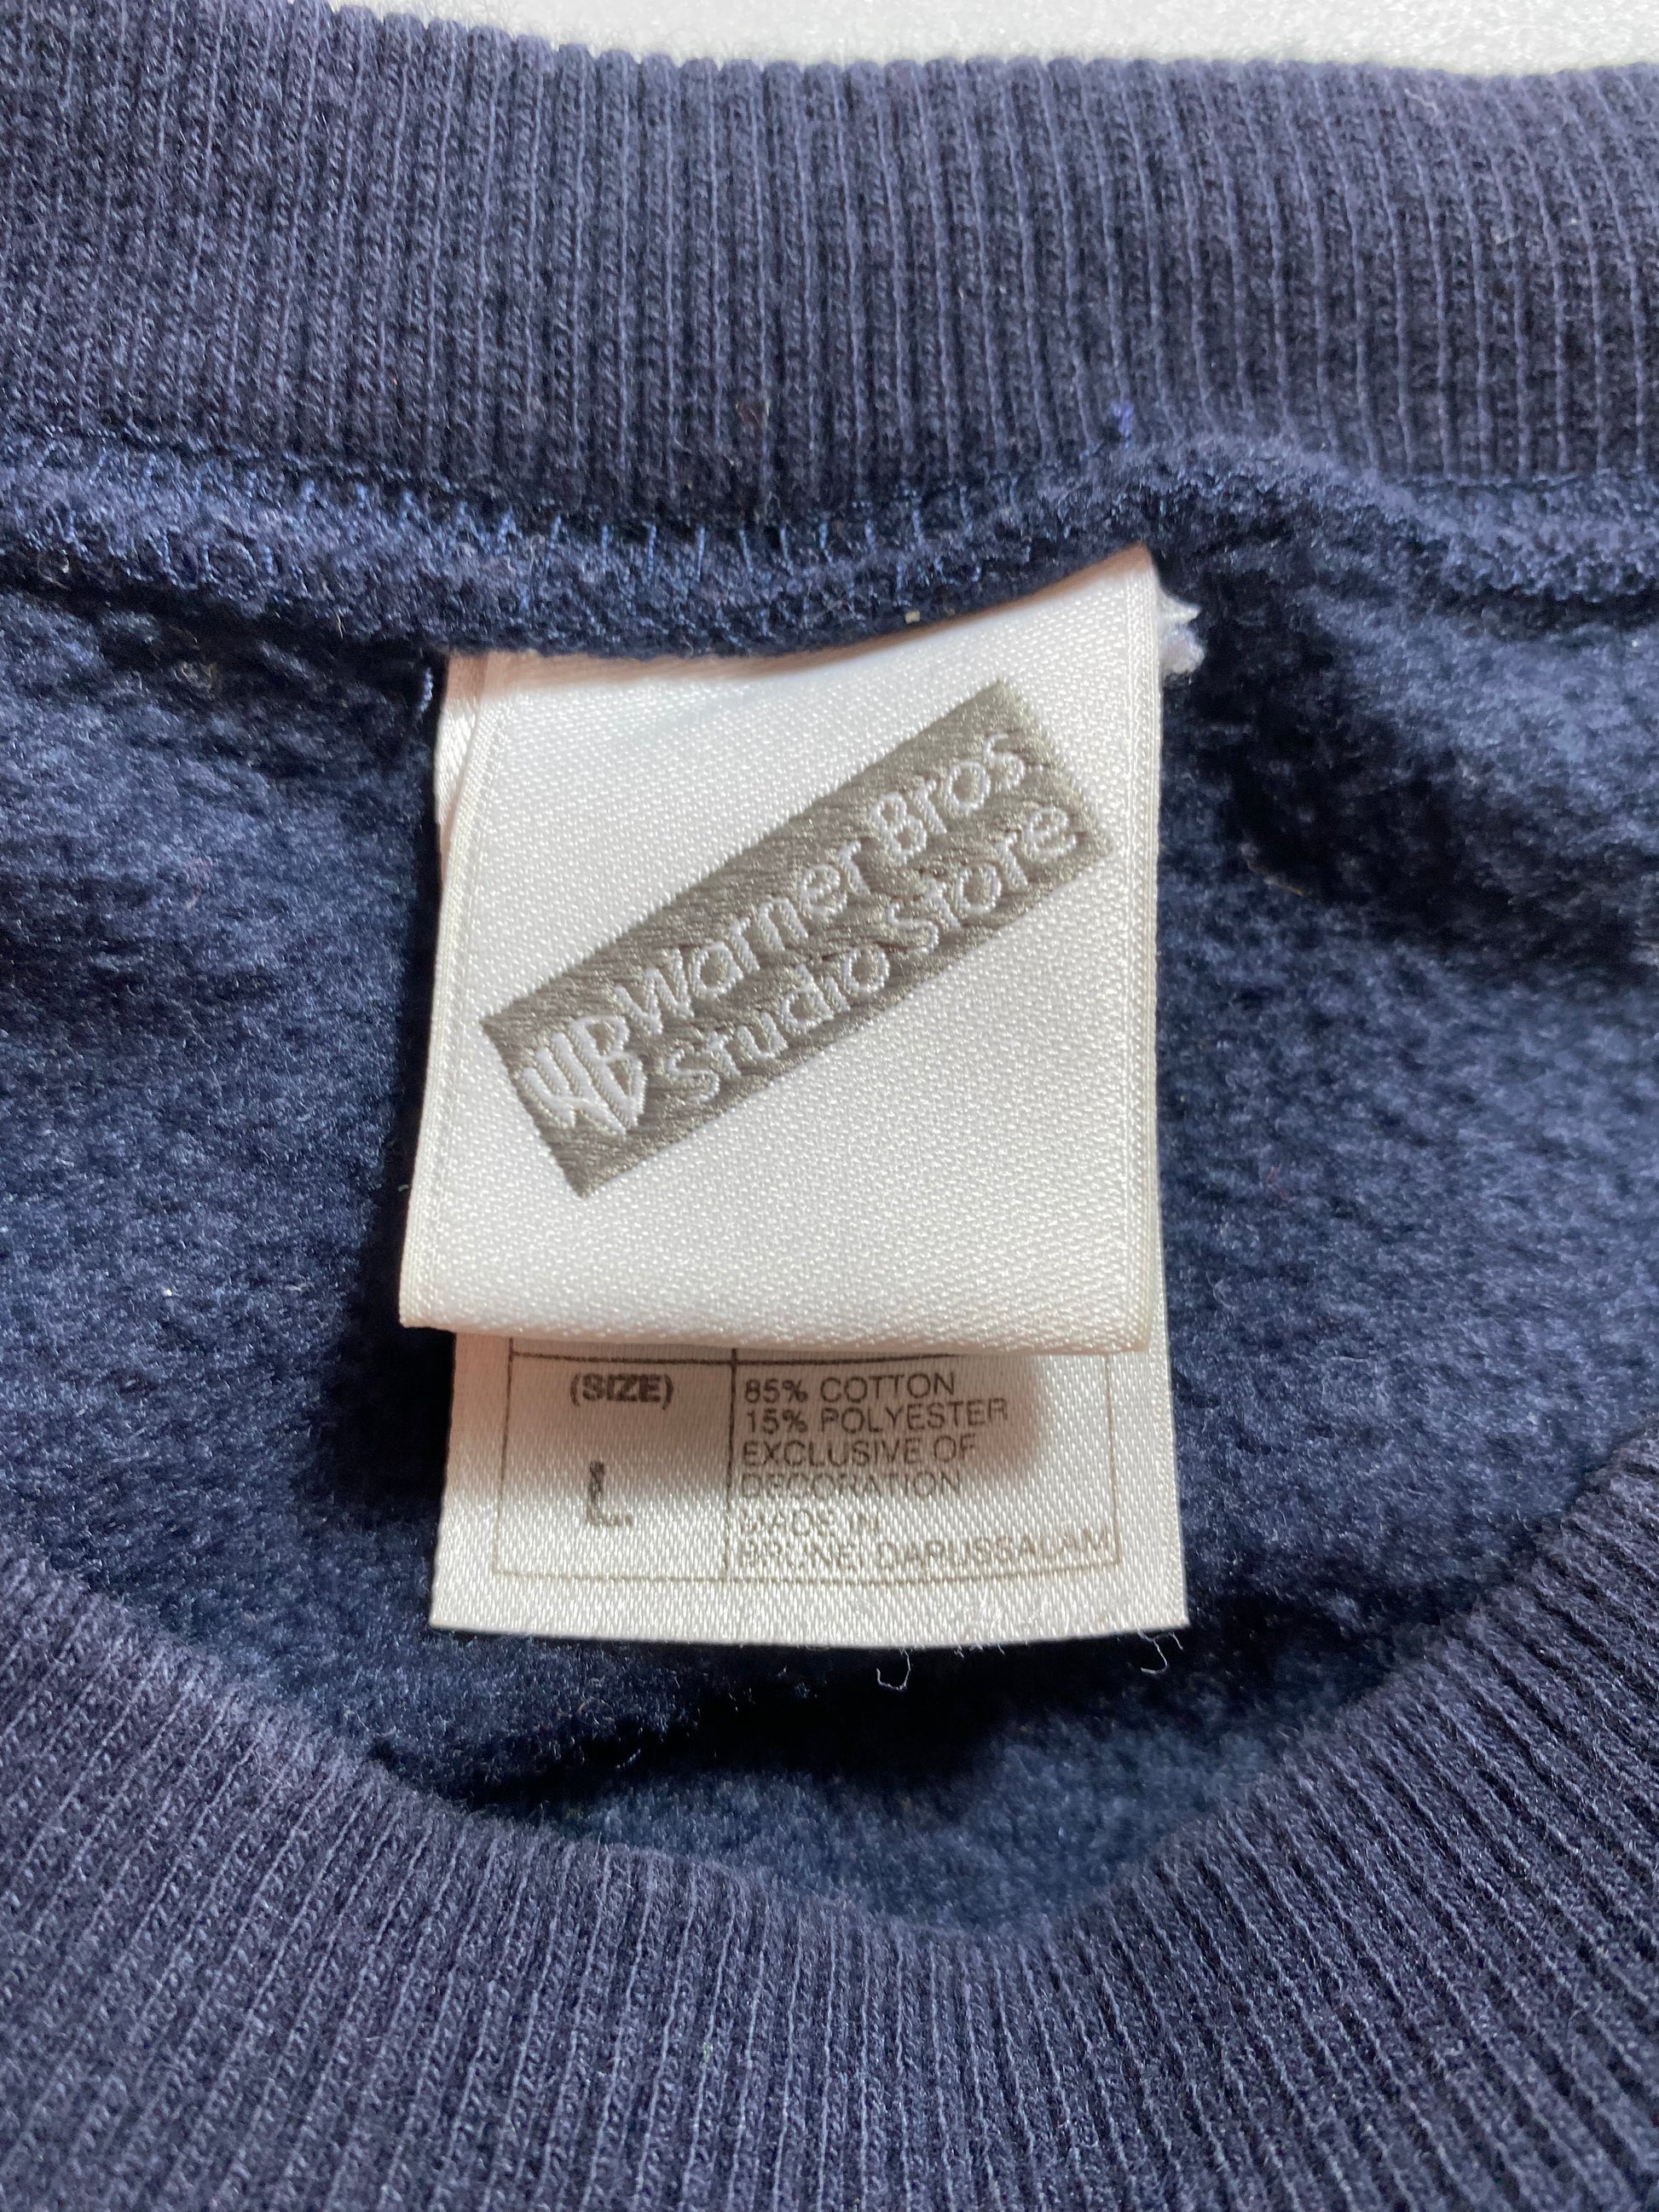 WB Warner Bros
Studio Store
(SIZE)
L
85% COTTON
15% POLYESTER
EXCLUSIVE OF
DECORATION
MADE IN
BRUNEI DARUSSALAM